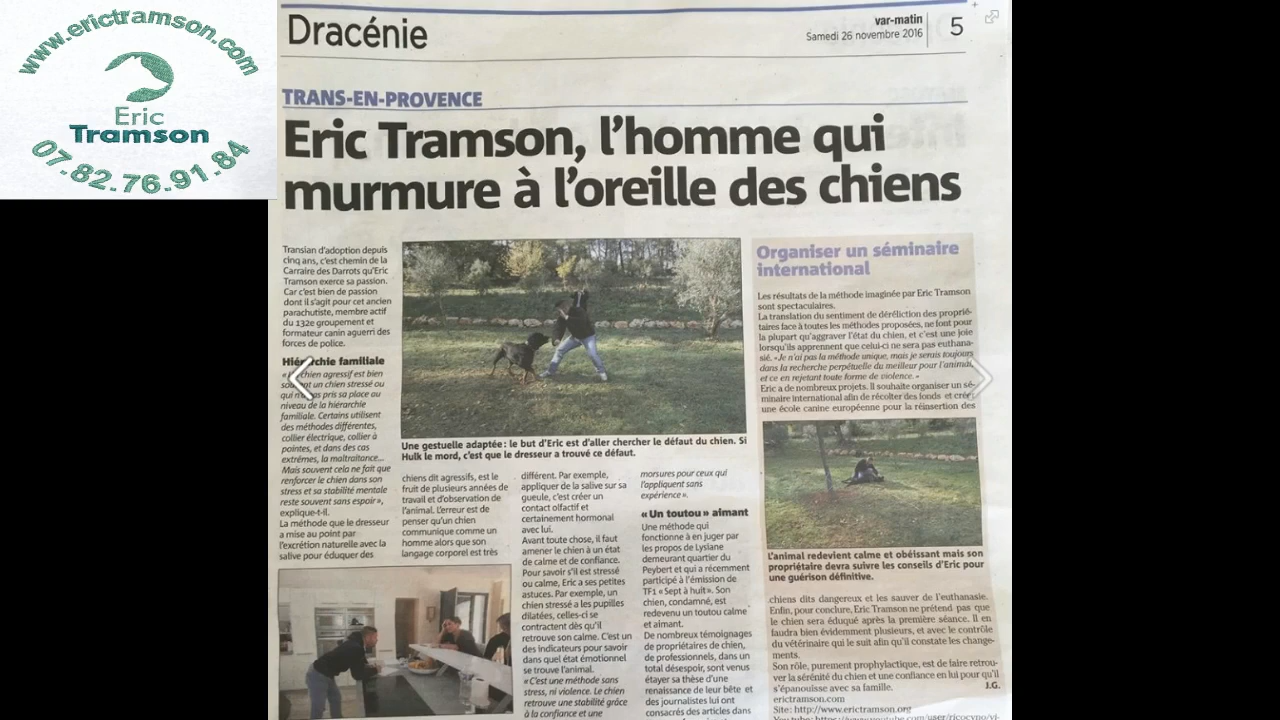 www.erictramson.com
Eric
Tramson
07.82.76.91.84
Dracénie
var-matin
Samedi 26 novembre 2016
5
TRANS-EN-PROVENCE
Eric Tramson, l'homme qui
murmure à l'oreille des chiens
Transian d'adoption depuis
cinq ans, c'est chemin de la
Carraire des Darrots qu'Eric
Tramson exerce sa passion.
Car c'est bien de passion
dont il s'agit pour cet ancien
parachutiste, membre actif
du 132e groupement et
formateur canin aguerri des
forces de police.
Hiérarchie familiale
chien agressif est bien
souvent un chien stressé ou
qui n'a pas pris sa place au
niveau de la hiérarchie
familiale. Certains utilisent
des méthodes différentes,
collier électrique, collier à
pointes, et dans des cas
extrêmes, la maltraitance...
Mais souvent cela ne fait que
renforcer le chien dans son
stress et sa stabilité mentale
reste souvent sans espoir»,
explique-t-il.
La méthode que le dresseur
a mise au point par
l'excrétion naturelle avec la
salive pour éduquer des
Une gestuelle adaptée : le but d'Eric est d'aller chercher le défaut du chien. Si
Hulk le mord, c'est que le dresseur a trouvé ce défaut.
chiens dit agressifs, est le
fruit de plusieurs années de
travail et d'observation de
l'animal. L'erreur est de
penser qu'un chien
communique comme un
homme alors que son
langage corporel est très
différent. Par exemple,
appliquer de la salive sur sa
gueule, c'est créer un
contact olfactif et
certainement hormonal
avec lui.
Avant toute chose, il faut
amener le chien à un état
de calme et de confiance.
Pour savoir s'il est stressé
ou calme, Eric a ses petites
astuces. Par exemple, un
chien stressé a les pupilles
dilatées, celles-ci se
contractent dès qu'il
retrouve son calme. C'est un
des indicateurs pour savoir
dans quel état émotionnel
se trouve l'animal.
«C'est une méthode sans
stress, ni violence. Le chien
retrouve une stabilité grâce
à la confiance et une
morsures pour ceux qui
l'appliquent sans
expérience».
«Un toutou» aimant
Une méthode qui
fonctionne à en juger par
les propos de Lysiane
demeurant quartier du
Peybert et qui a récemment
participé à l'émission de
TF1 «Sept à huit». Son
chien, condamné, est
redevenu un toutou calme
et aimant.
De nombreux témoignages
de propriétaires de chien,
de professionnels, dans un
total désespoir, sont venus
étayer sa thèse d'une
renaissance de leur bête et
des journalistes lui ont
consacrés des articles dans
Organiser un séminaire
international
Les résultats de la méthode imaginée par Eric Tramson
sont spectaculaires.
La translation du sentiment de déréliction des proprié-
taires face à toutes les méthodes proposées, ne font pour
la plupart qu'aggraver l'état du chien, et c'est une joie
lorsqu'ils apprennent que celui-ci ne sera pas euthana-
sié. «Je n'ai pas la méthode unique, mais je serais toujours
dans la recherche perpétuelle du meilleur pour l'animal,
et ce en rejetant toute forme de violence.»
Eric a de nombreux projets. Il souhaite organiser un sé-
minaire international afin de récolter des fonds et créer
une école canine européenne pour la réinsertion des
L'animal redevient calme et obéissant mais son
propriétaire devra suivre les conseils d'Eric pour
une guérison définitive.
chiens dits dangereux et les sauver de l'euthanasie.
Enfin, pour conclure, Eric Tramson ne prétend pas que
le chien sera éduqué après la première séance. Il en
faudra bien évidemment plusieurs, et avec le contrôle
du vétérinaire qui le suit afin qu'il constate les change-
ments.
Son rôle, purement prophylactique, est de faire retrou-
ver la sérénité du chien et une confiance en lui pour qu'il
s'épanouisse avec sa famille.
J.G.
erictramson.com
Site: http://www.erictramson.org